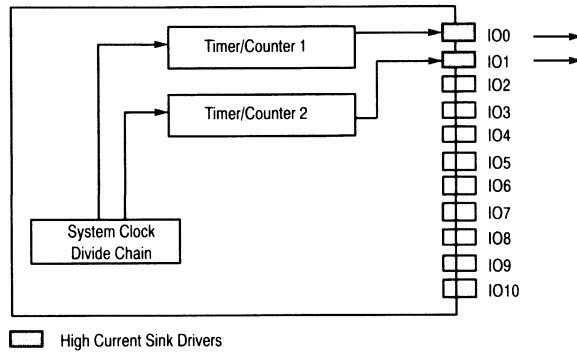 Timer/Counter 1
Timer/Counter 2
System Clock
Divide Chain
IO0
IO1
IO2
IO3
IO4
IO5
IO6
IO7
IO8
IO9
IO10
High Current Sink Drivers